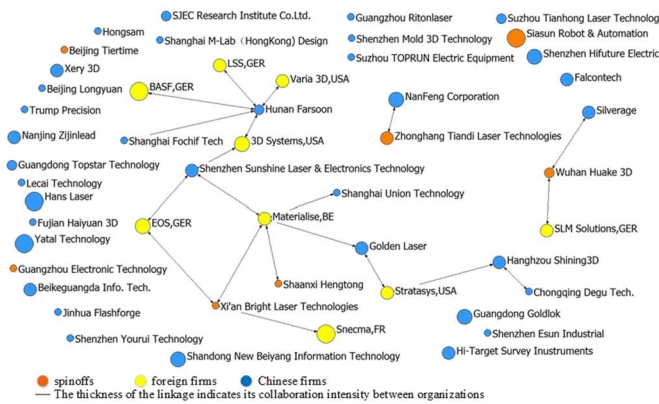 SJEC Research Institute Co.Ltd.
Guangzhou Ritonlaser
Suzhou Tianhong Laser Technolog
Hongsam
Siasun Robot & Automation
Shanghai M-Lab（HongKong) Design
Shenzhen Mold 3D Technology
Beijing Tiertime
Shenzhen Hifuture Electric
LSS,GER
Suzhou TOPRUN Electric Equipment
Xery 3D
Varia 3D,USA
Falcontech
Beijing Longyuan
BASF,GER
NanFeng Corporation
Trump Precision
Hunan Farsoon
Silverage
Nanjing Zijinlead
Shanghai Fochif Tech
3D Systems,USA
Zhonghang Tiandi Laser Technologies
Guangdong Topstar Technology
Shenzhen Sunshine Laser & Electronics Technology
Wuhan Huake 3D
Lecai Technology
Hans Laser
Shanghai Union Technology
Fujian Haiyuan 3D
EOS,GER
Materialise,BE
SLM Solutions,GER
Yatal Technology
Golden Laser
Guangzhou Electronic Technology
Hanghzou Shining3D
Beikeguangda Info. Tech.
Shaanxi Hengtong
Stratasys,USA
Chongqing Degu Tech.
Xi'an Bright Laser Technologies
Jinhua Flashforge
Guangdong Goldlok
Snecma,FR
Shenzhen Esun Industrial
Shenzhen Yourui Technology
Shandong New Beiyang Information Technology
Hi-Target Survey Inustruments
spinoffs foreign firms Chinese firms
The thickness of the linkage indicates its collaboration intensity between organizations